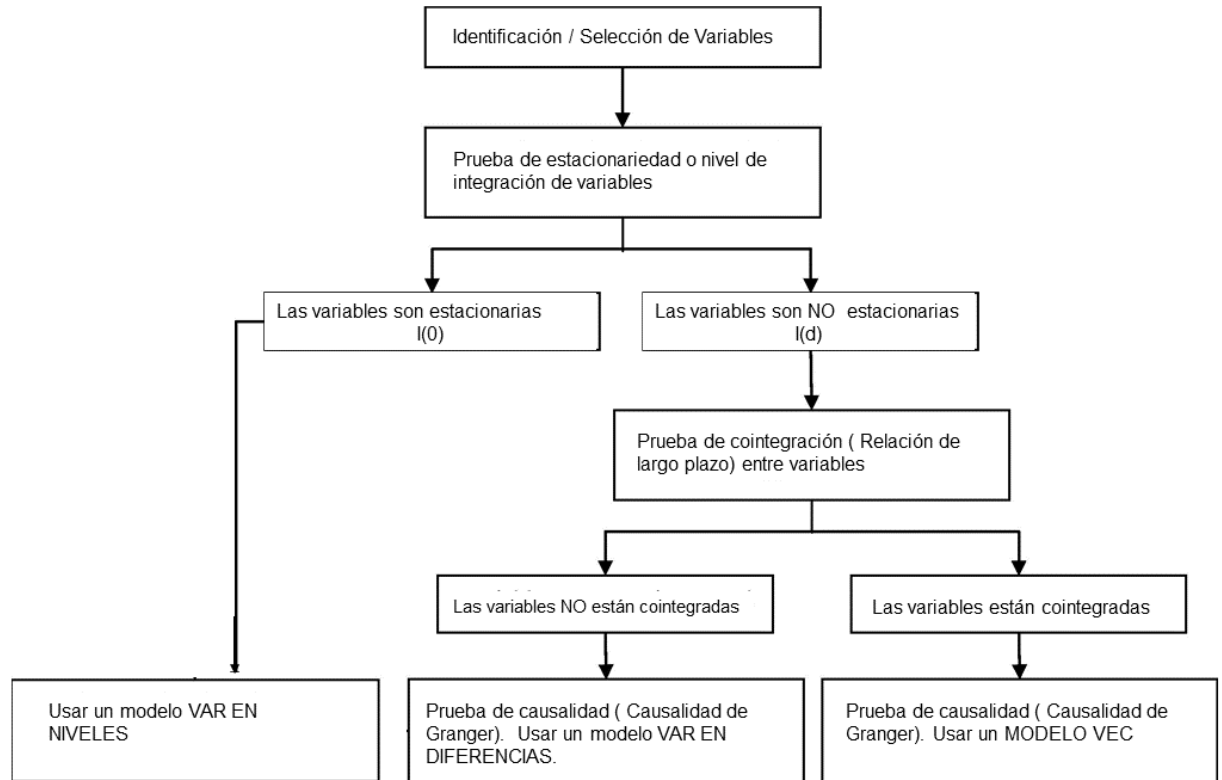 Identificación / Selección de Variables
Prueba de estacionariedad o nivel de
integración de variables
Las variables son estacionarias
I(0)
Las variables son NO estacionarias
I(d)
Prueba de cointegración ( Relación de
largo plazo) entre variables
Las variables NO están cointegradas
Las variables están cointegradas
Usar un modelo VAR EN
NIVELES
Prueba de causalidad ( Causalidad de
Granger). Usar un modelo VAR EN
DIFERENCIAS.
Prueba de causalidad ( Causalidad de
Granger). Usar un MODELO VEC